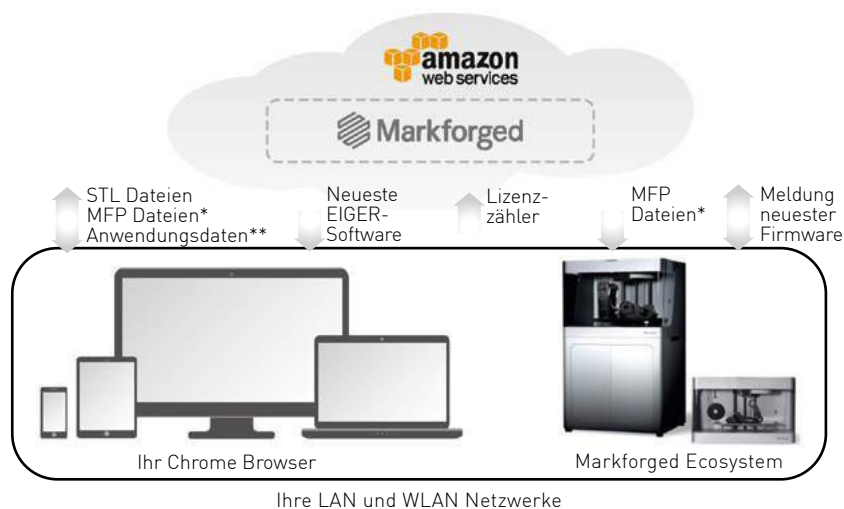 amazon
web services
Markforged
STL Dateien
MFP Dateien*
Anwendungsdaten**
Neueste
EIGER-
Software
Lizenz-
zähler
MFP
Dateien*
Meldung
neuester
Firmware
Ihr Chrome Browser
Markforged Ecosystem
Ihre LAN und WLAN Netzwerke